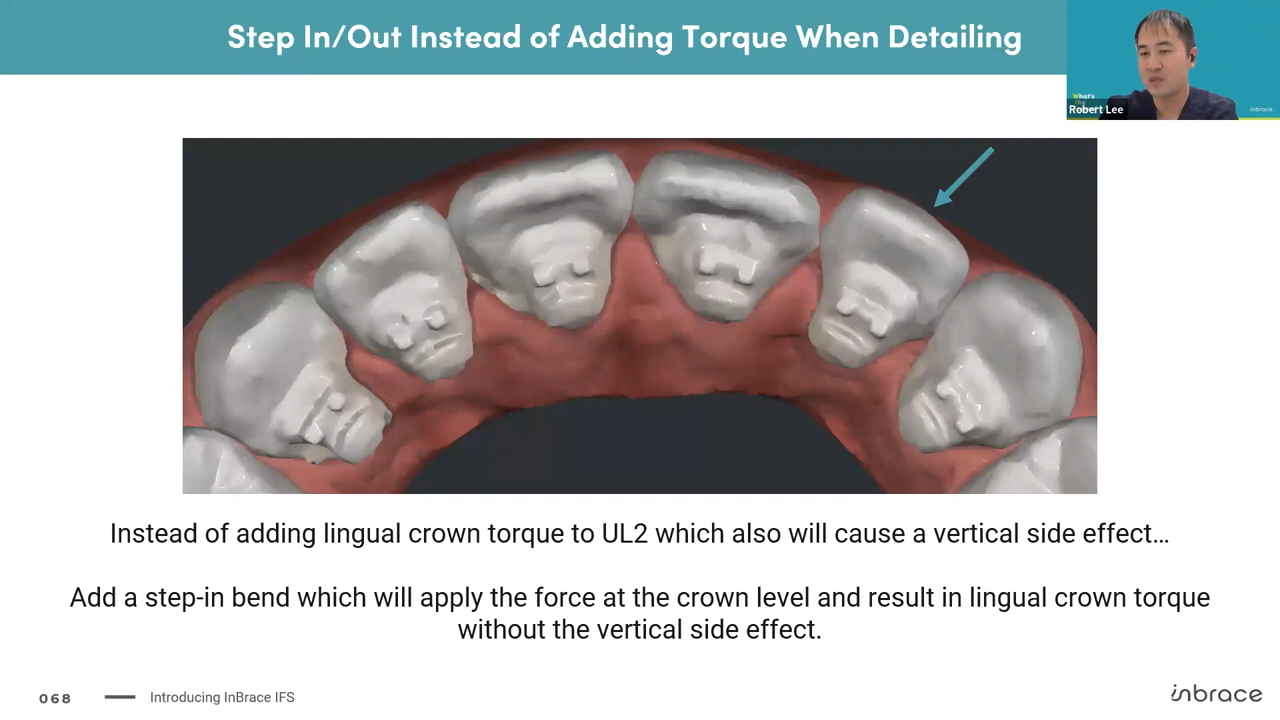 Step In/Out Instead of Adding Torque When Detailing
What's
Robert Lee
inbrace
Instead of adding lingual crown torque to UL2 which also will cause a vertical side effect…
Add a step-in bend which will apply the force at the crown level and result in lingual crown torque
without the vertical side effect.
068
Introducing InBrace IFS
inbrace